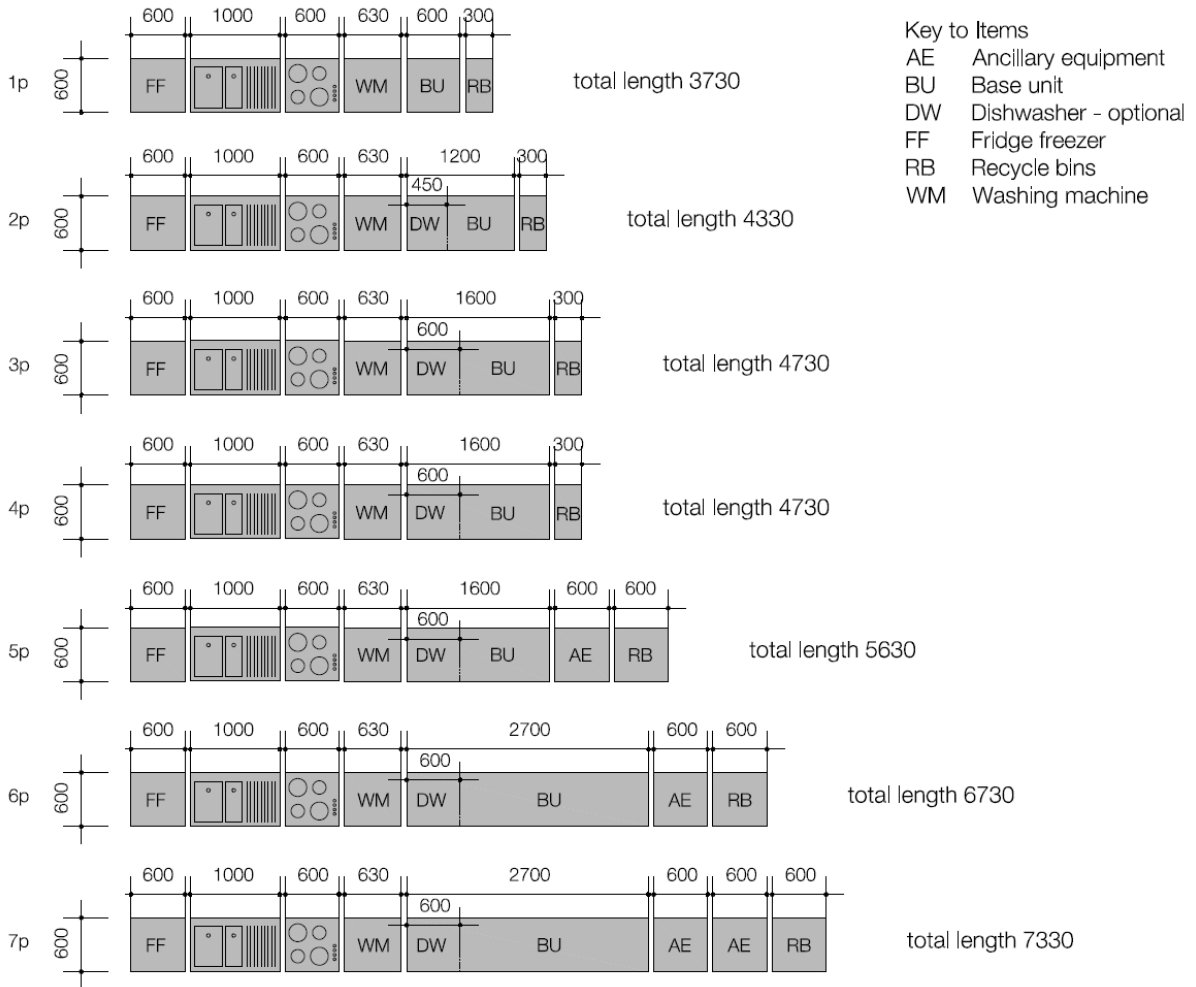 600 1000 600 630 600 300
1p 600 FF WM BU RB total length 3730
600 1000 600 630 1200 300
450
2p 600 FF WM DW BU RB total length 4330
600 1000 600 630 1600 300
600
3p 600 FF WM DW BU RB total length 4730
600 1000 600 630 1600 300
600
4p 600 FF WM DW BU RB total length 4730
600 1000 600 630 1600 600 600
600
5p 600 FF WM DW BU AE RB total length 5630
600 1000 600 630 2700 600 600
600
6p 600 FF WM DW BU AE RB total length 6730
600 1000 600 630 2700 600 600 600
600
7p 600 FF WM DW BU AE AE RB total length 7330
Key to Items
AE Ancillary equipment
BU Base unit
DW Dishwasher - optional
FF Fridge freezer
RB Recycle bins
WM Washing machine